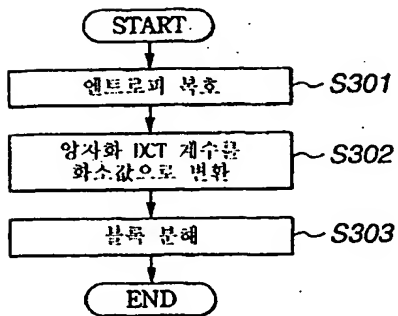 START
엔트로피 복호
S301
양자화 DCT 계수를
화소값으로 변환
S302
블록 분해
S303
END